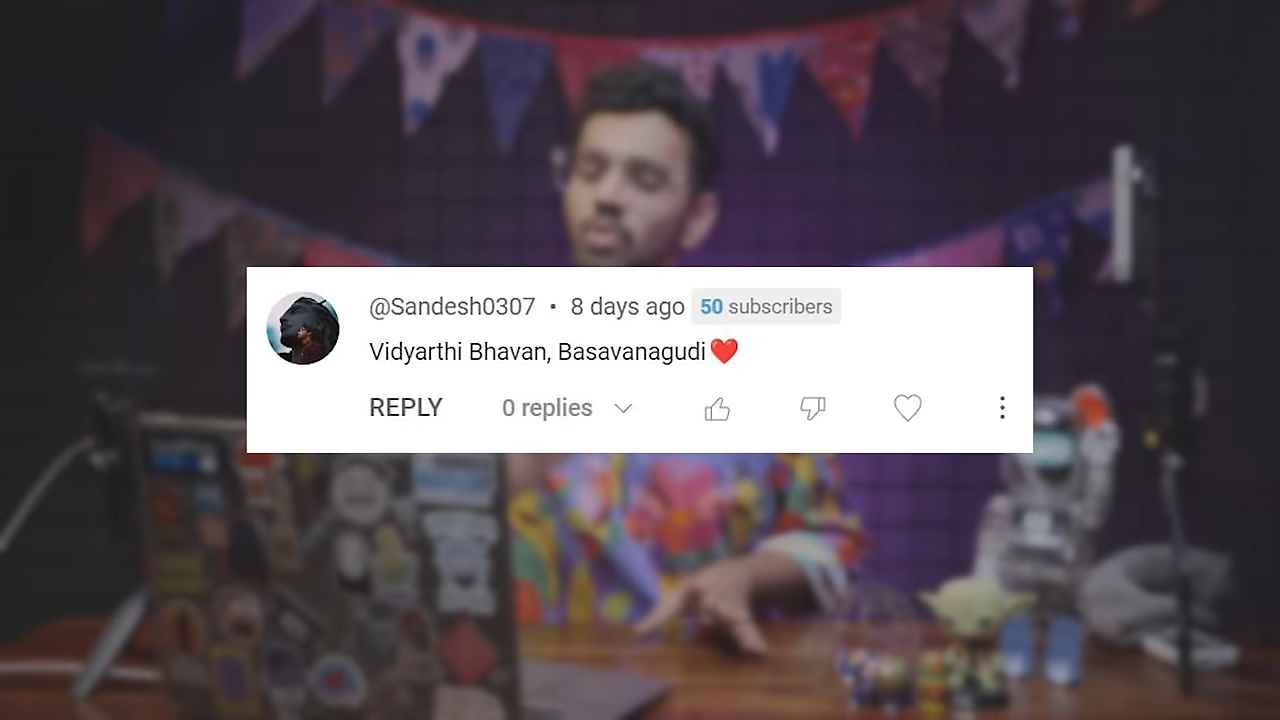 @Sandesh0307 • 8 days ago 50 subscribers
Vidyarthi Bhavan, Basavanagudi❤️
REPLY 0 replies